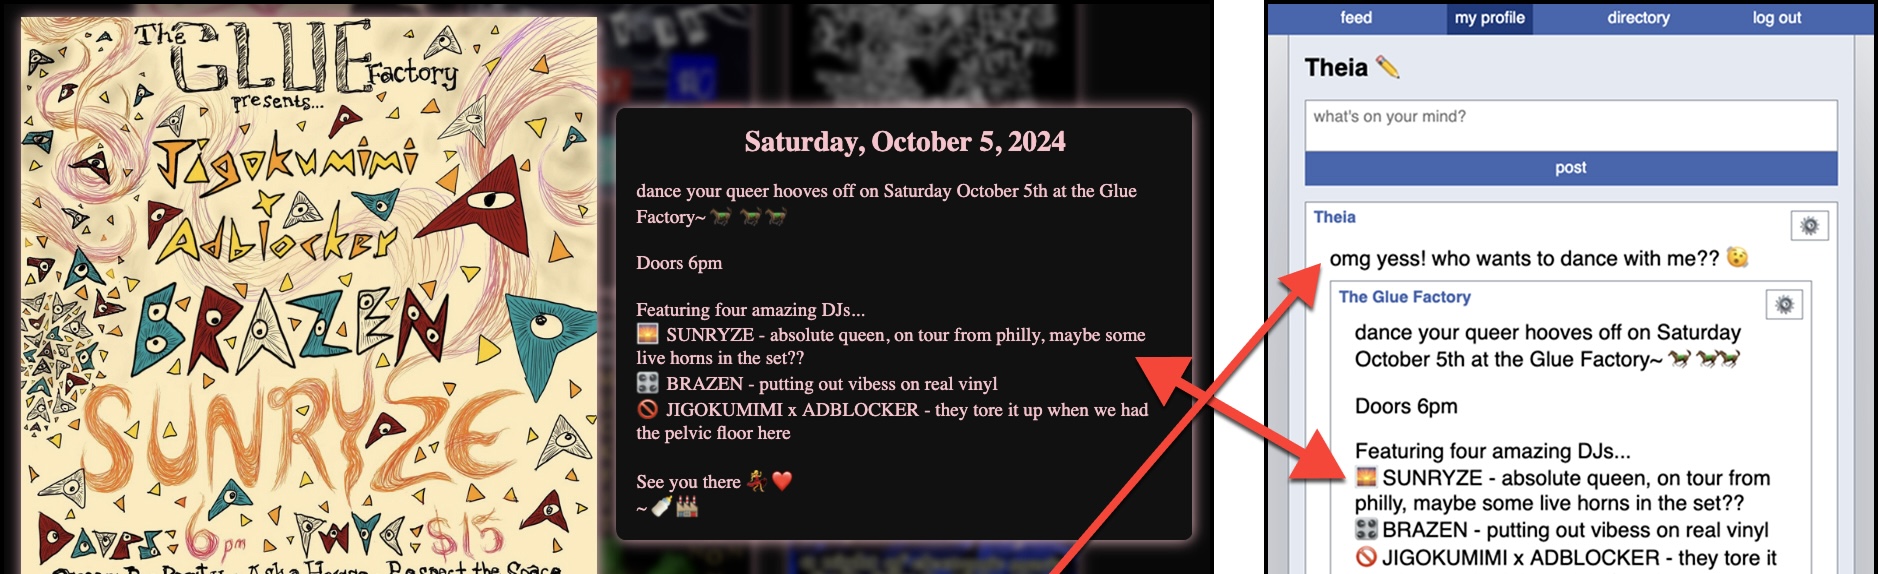 The GLUE Factory
presents...
Jigokumimi
x
Adblocker
BRAZEN
SUNRYZE
DOORS 6pm $15
Saturday, October 5, 2024
dance your queer hooves off on Saturday October 5th at the Glue
Factory~ 🐎 🐎🐎
Doors 6pm
Featuring four amazing DJs...
🌅 SUNRYZE - absolute queen, on tour from philly, maybe some
live horns in the set??
🎛️ BRAZEN - putting out vibess on real vinyl
🚫 JIGOKUMIMI x ADBLOCKER - they tore it up when we had
the pelvic floor here
See you there 💃 ❤️
~ 🍼🏭
feed my profile directory log out
Theia ✏️
what's on your mind?
post
Theia
omg yess! who wants to dance with me?? 🫨
The Glue Factory
dance your queer hooves off on Saturday
October 5th at the Glue Factory~ 🐎 🐎🐎
Doors 6pm
Featuring four amazing DJs...
🌅 SUNRYZE - absolute queen, on tour from
philly, maybe some live horns in the set??
🎛️ BRAZEN - putting out vibess on real vinyl
🚫 JIGOKUMIMI x ADBLOCKER - they tore it